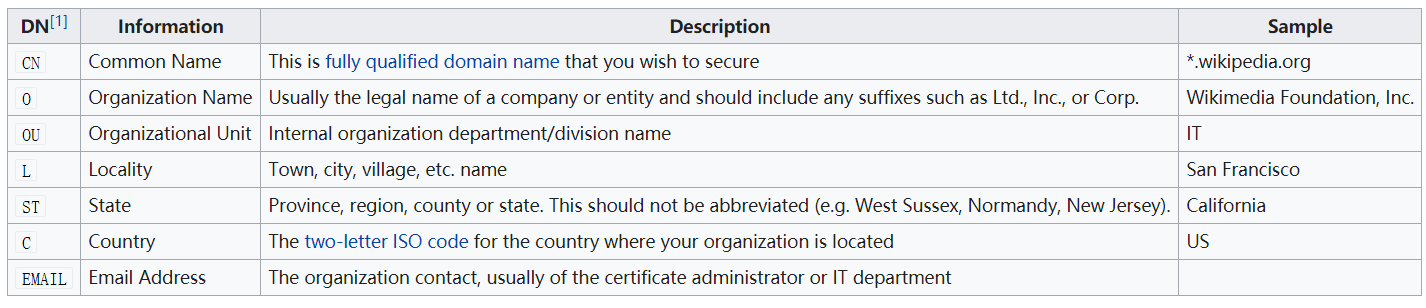 DN[1] Information Description Sample
CN Common Name This is fully qualified domain name that you wish to secure *.wikipedia.org
O Organization Name Usually the legal name of a company or entity and should include any suffixes such as Ltd., Inc., or Corp. Wikimedia Foundation, Inc.
OU Organizational Unit Internal organization department/division name IT
L Locality Town, city, village, etc. name San Francisco
ST State Province, region, county or state. This should not be abbreviated (e.g. West Sussex, Normandy, New Jersey). California
C Country The two-letter ISO code for the country where your organization is located US
EMAIL Email Address The organization contact, usually of the certificate administrator or IT department